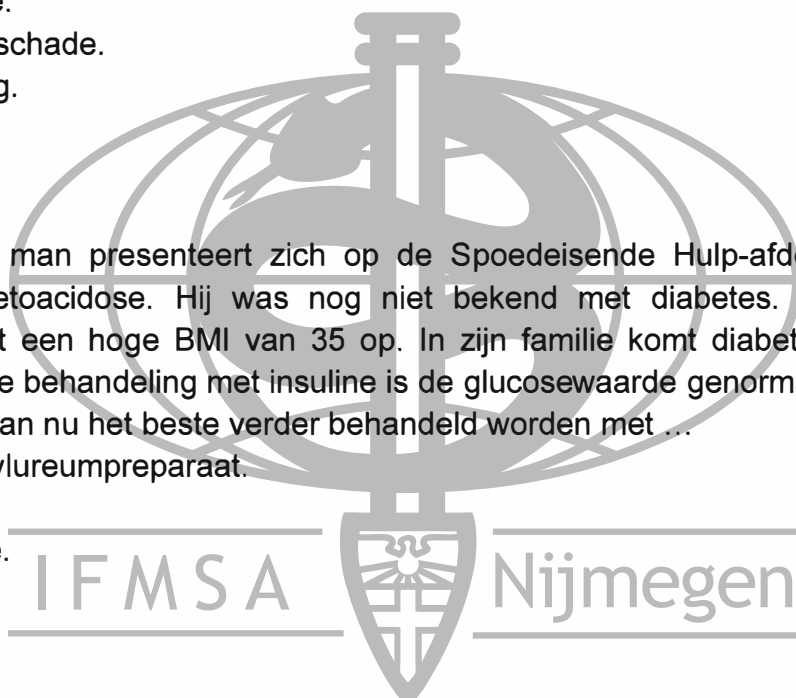 .
schade.
g.
man presenteert zich op de Spoedeisende Hulp-afd
etoacidose. Hij was nog niet bekend met diabetes.
t een hoge BMI van 35 op. In zijn familie komt diabet
e behandeling met insuline is de glucosewaarde genorm
an nu het beste verder behandeld worden met ...
ylureumpreparaat.
e.
IFMSA Nijmegen